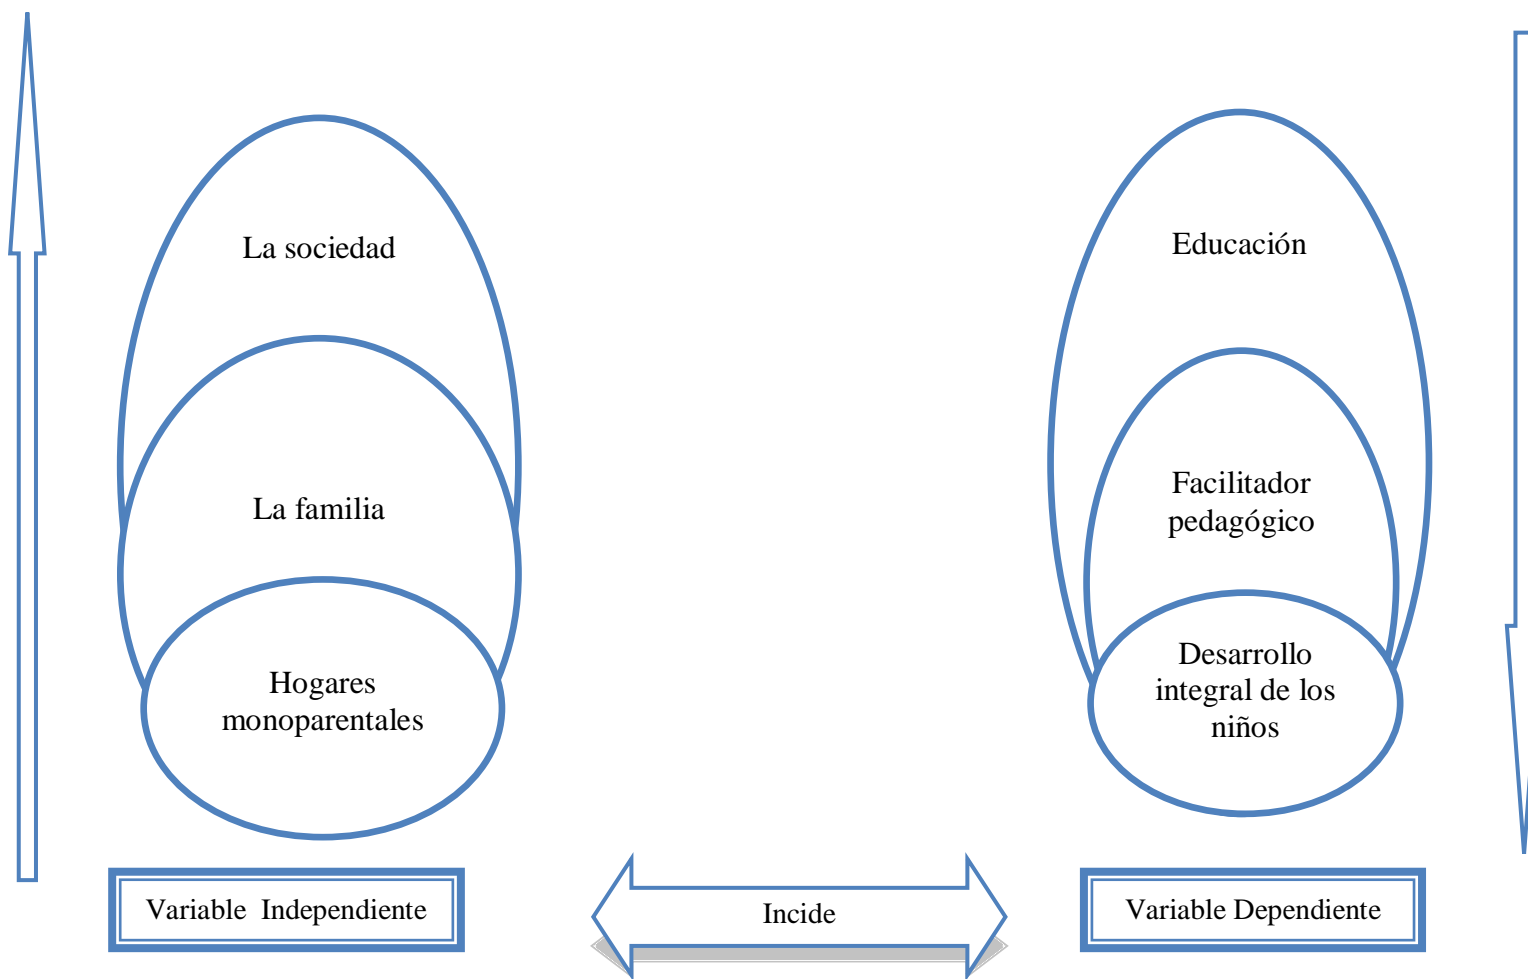 La sociedad
La familia
Hogares
monoparentales
Variable Independiente
Incide
Educación
Facilitador
pedagógico
Desarrollo
integral de los
niños
Variable Dependiente